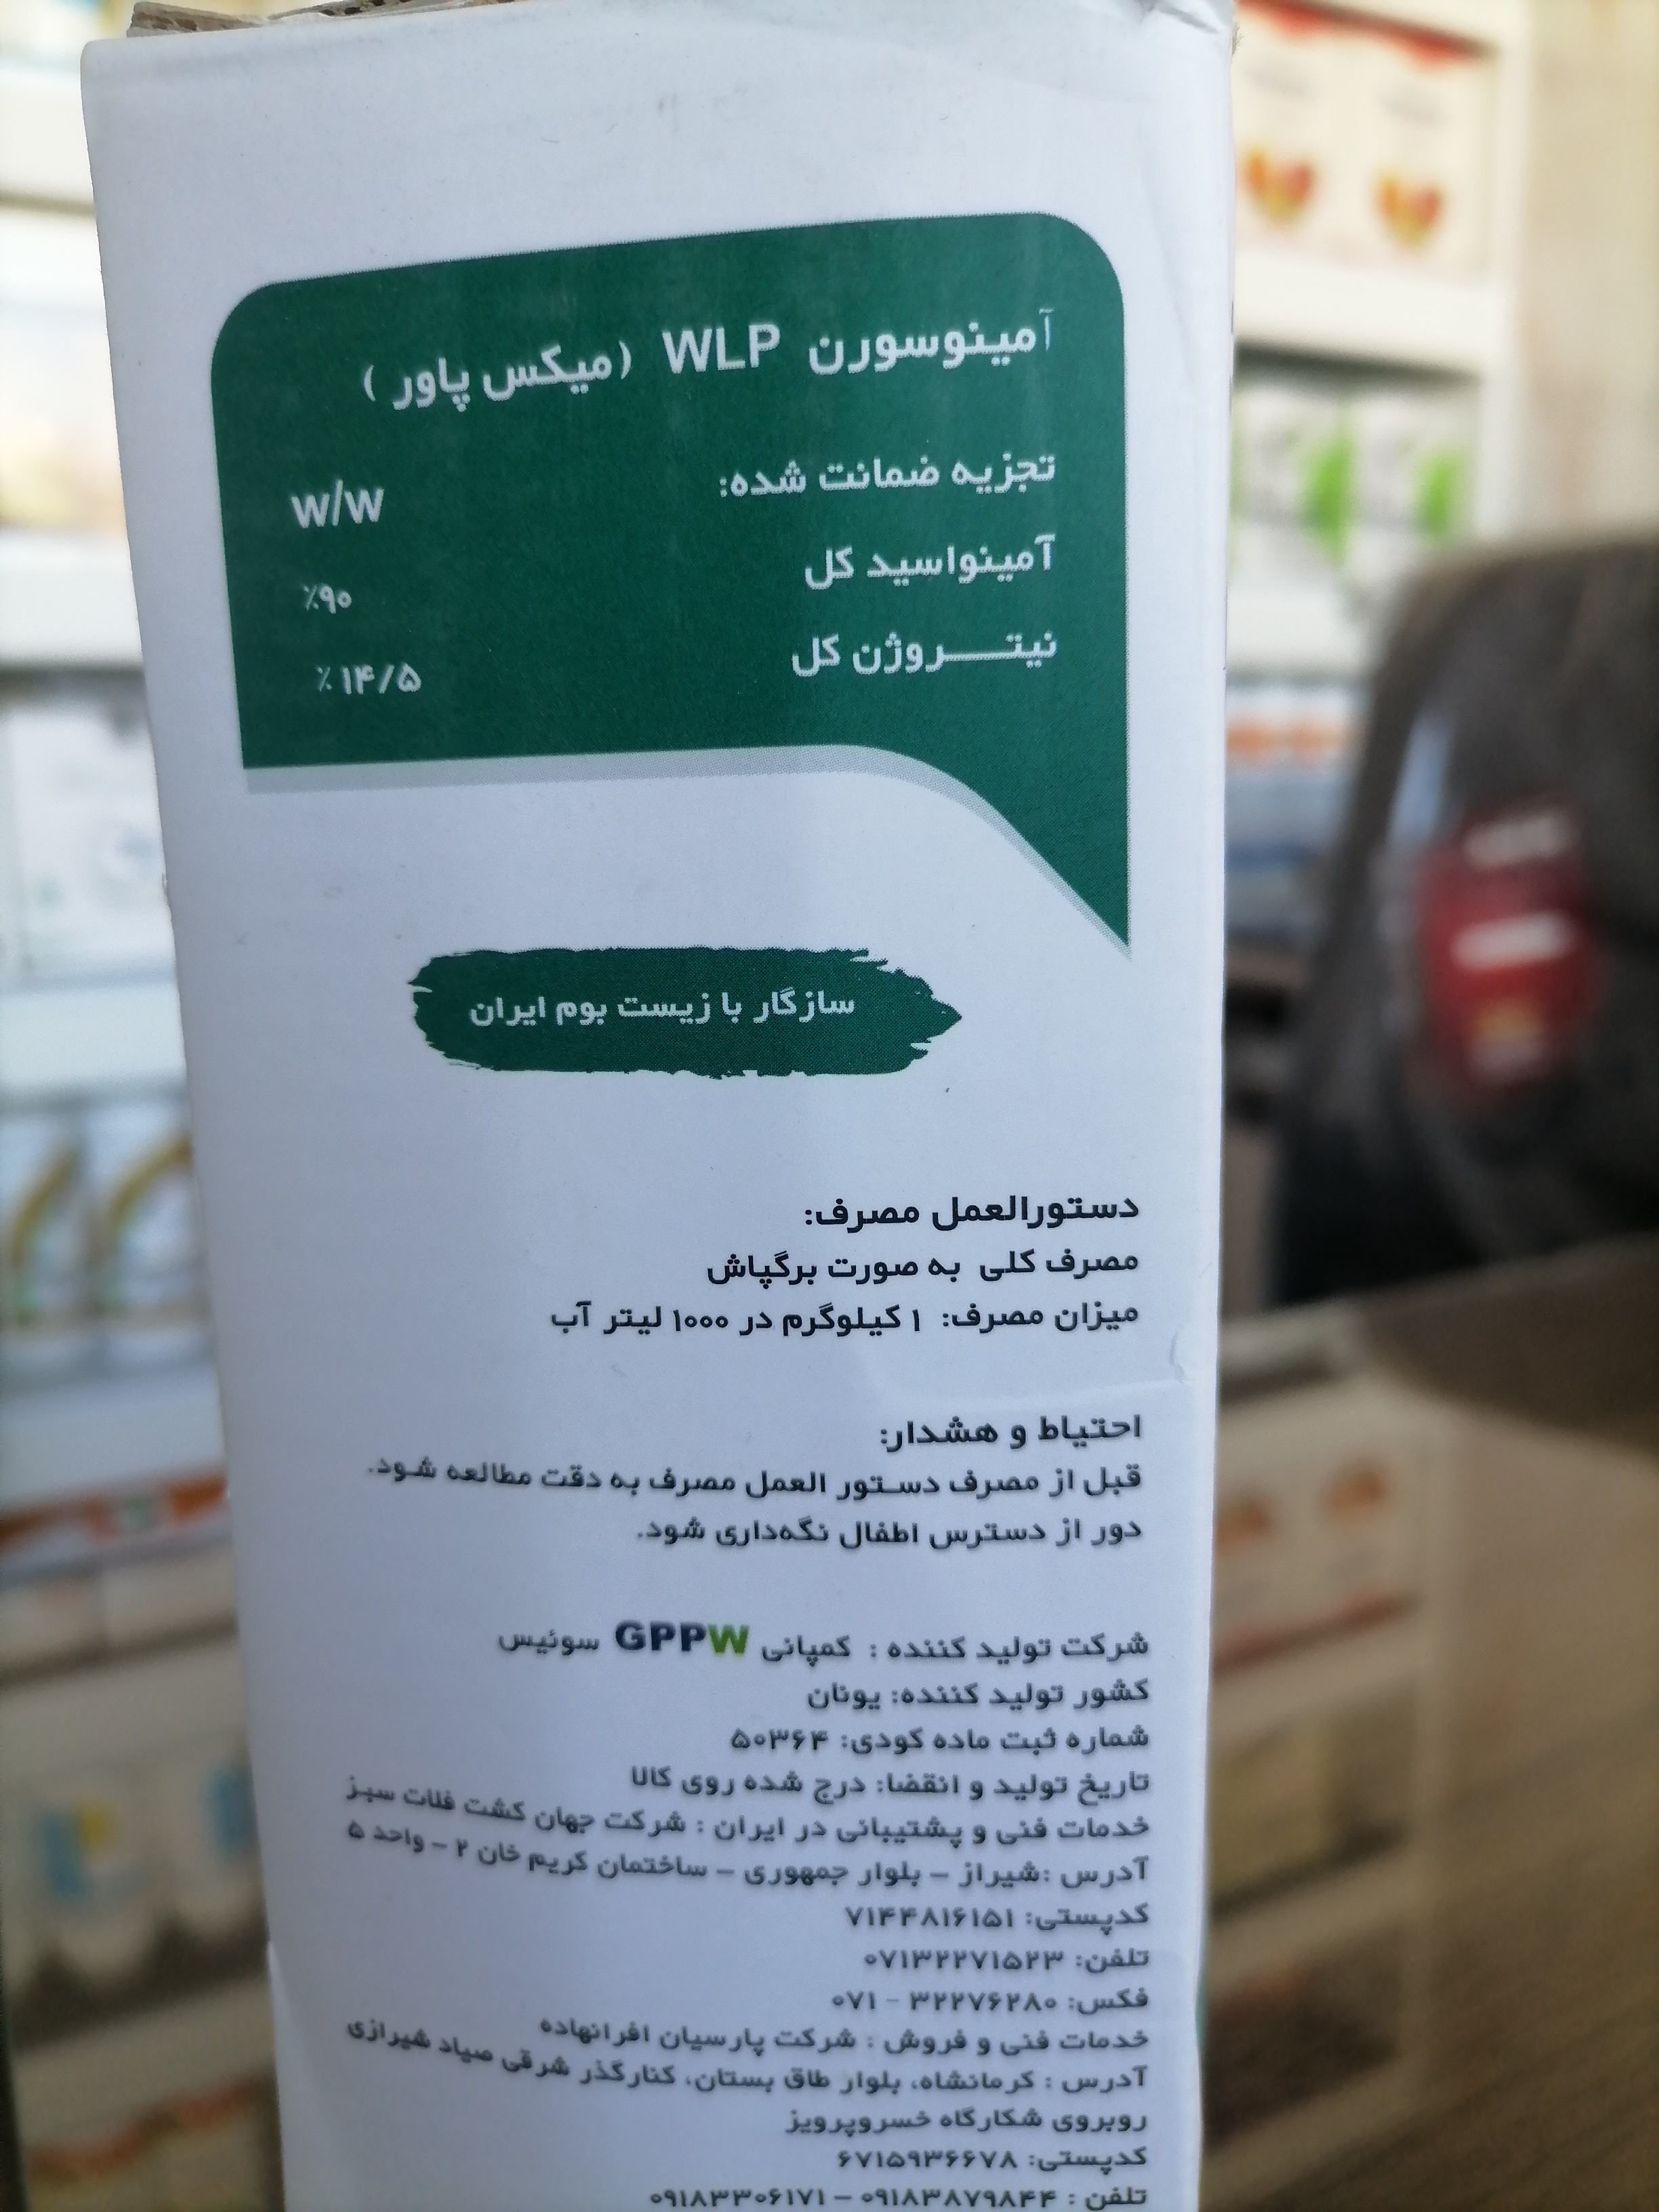 آمینوسورن WLP (میکس پاور)
تجزیه ضمانت شده: w/w
آمینواسید کل ٪۹۰
نیتـــروژن کل ٪۱۴/۵
سازگار با زیست بوم ایران
دستورالعمل مصرف:
مصرف کلی به صورت برگپاش
میزان مصرف: ۱ کیلوگرم در ۱۰۰۰ لیتر آب
احتیاط و هشدار:
قبل از مصرف دستور العمل مصرف به دقت مطالعه شود.
دور از دسترس اطفال نگه‌داری شود.
شرکت تولید کننده : کمپانی GPPW سوئیس
کشور تولید کننده: یونان
شماره ثبت ماده کودی: ۵۰۳۶۴
تاریخ تولید و انقضا: درج شده روی کالا
خدمات فنی و پشتیبانی در ایران : شرکت جهان کشت فلات سبز
آدرس :شیراز – بلوار جمهوری – ساختمان کریم خان ۲ – واحد ۵
کدپستی: ۷۱۴۴۸۱۶۱۵۱
تلفن: ۰۷۱۳۲۲۷۱۵۲۳
فکس: ۳۲۲۷۶۲۸۰ - ۰۷۱
خدمات فنی و فروش : شرکت پارسیان افرانهاده
آدرس : کرمانشاه، بلوار طاق بستان، کنارگذر شرقی صیاد شیرازی
روبروی شکارگاه خسروپرویز
کدپستی: ۶۷۱۵۹۳۶۶۷۸
تلفن : ۰۹۱۸۳۸۷۹۸۴۴ – ۰۹۱۸۳۳۰۶۱۷۱